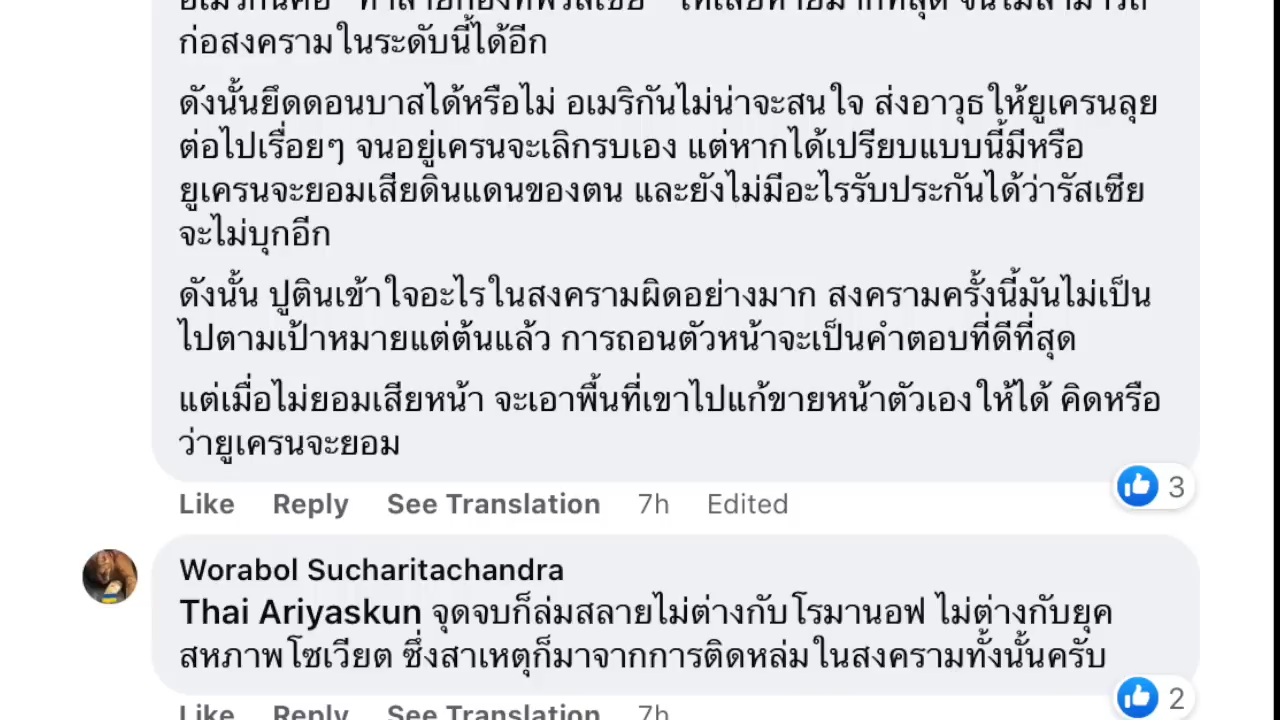 ก่อสงครามในระดับนี้ได้อีก
ดังนั้นยึดดอนบาสได้หรือไม่ อเมริกันไม่น่าจะสนใจ ส่งอาวุธให้ยูเครนลุย
ต่อไปเรื่อยๆ จนอยู่เครนจะเลิกรบเอง แต่หากได้เปรียบแบบนี้มีหรือ
ยูเครนจะยอมเสียดินแดนของตน และยังไม่มีอะไรรับประกันได้ว่ารัสเซีย
จะไม่บุกอีก
ดังนั้น ปูตินเข้าใจอะไรในสงครามผิดอย่างมาก สงครามครั้งนี้มันไม่เป็น
ไปตามเป้าหมายแต่ต้นแล้ว การถอนตัวหน้าจะเป็นคำตอบที่ดีที่สุด
แต่เมื่อไม่ยอมเสียหน้า จะเอาพื้นที่เขาไปแก้ขายหน้าตัวเองให้ได้ คิดหรือ
ว่ายูเครนจะยอม
Like Reply See Translation 7h Edited
3
Worabol Sucharitachandra
Thai Ariyaskun จุดจบก็ล่มสลายไม่ต่างกับโรมานอฟ ไม่ต่างกับยุค
สหภาพโซเวียต ซึ่งสาเหตุก็มาจากการติดหล่มในสงครามทั้งนั้นครับ
2
Like Reply See Translation 7h